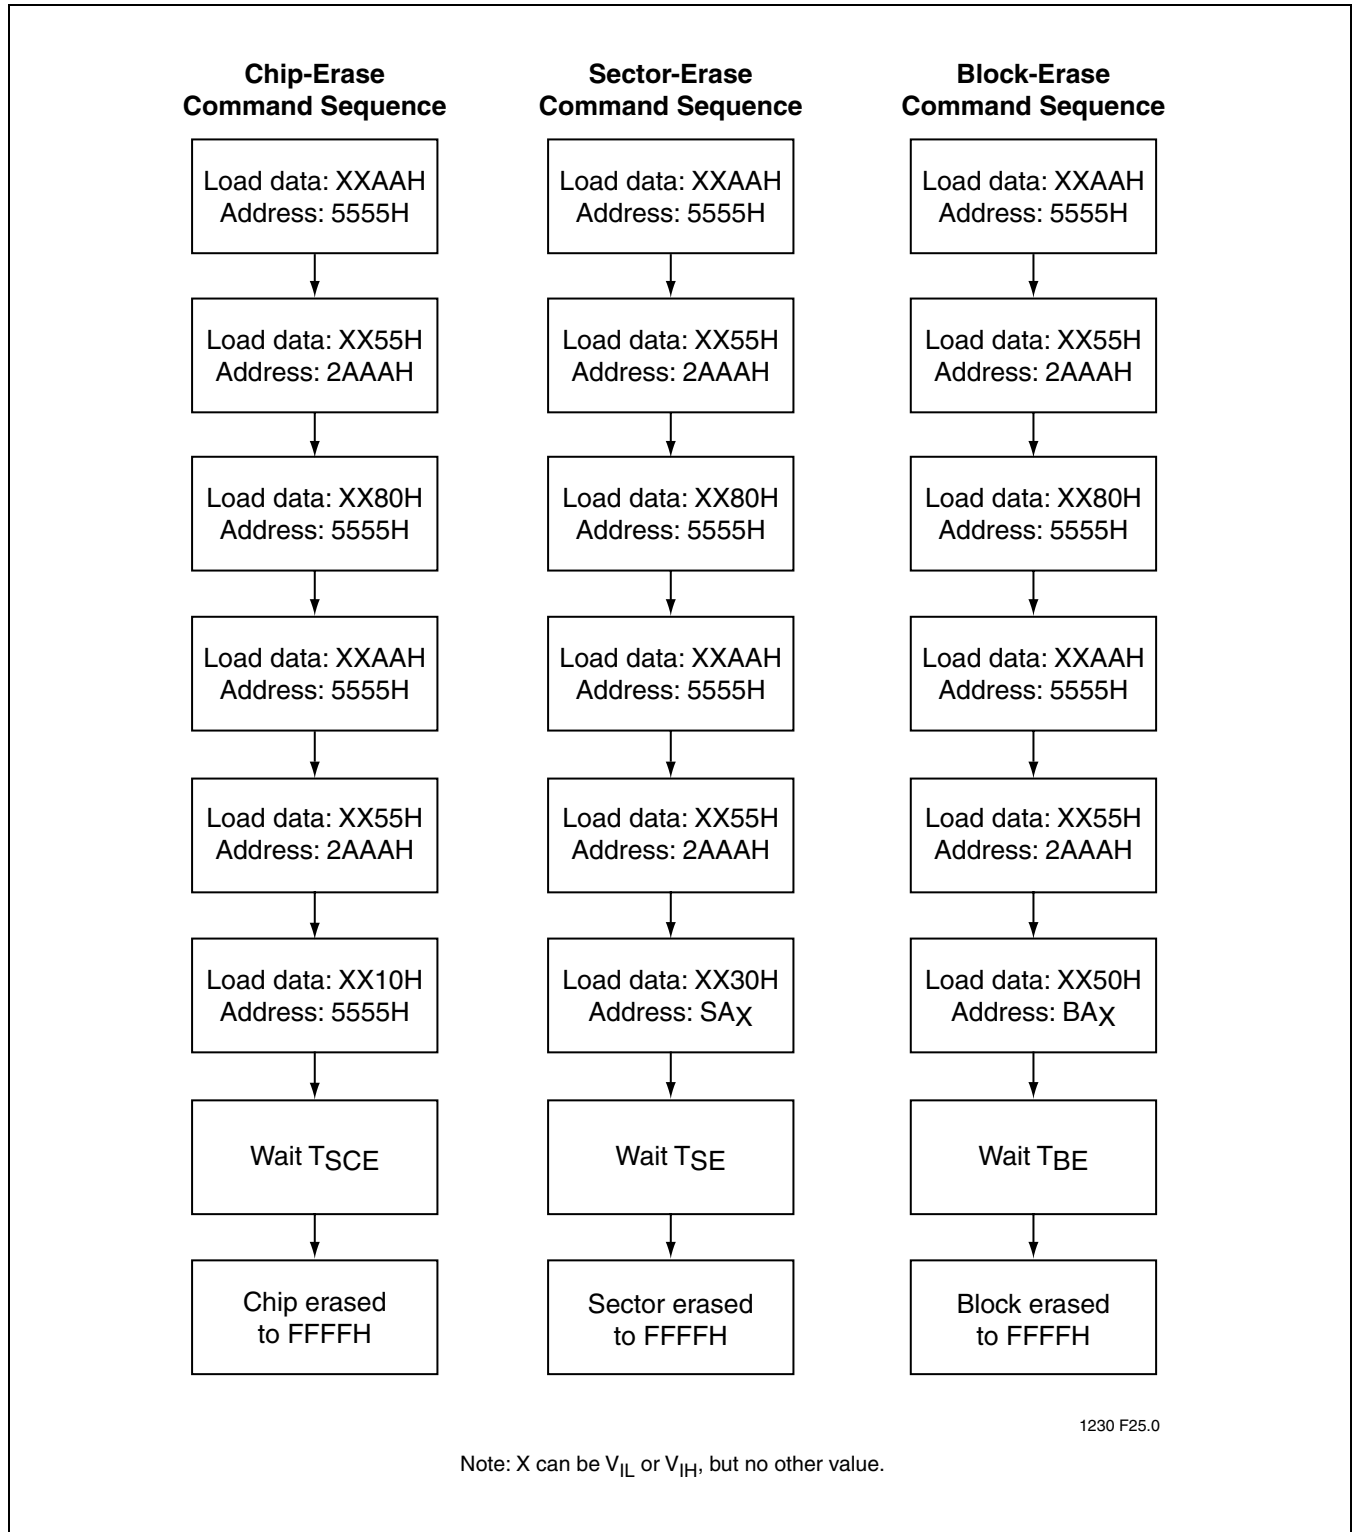 Chip-Erase
Command Sequence
Load data: XXAAH
Address: 5555H
Load data: XX55H
Address: 2AAAH
Load data: XX80H
Address: 5555H
Load data: XXAAH
Address: 5555H
Load data: XX55H
Address: 2AAAH
Load data: XX10H
Address: 5555H
Wait TSCE
Chip erased
to FFFFH
Sector-Erase
Command Sequence
Load data: XXAAH
Address: 5555H
Load data: XX55H
Address: 2AAAH
Load data: XX80H
Address: 5555H
Load data: XXAAH
Address: 5555H
Load data: XX55H
Address: 2AAAH
Load data: XX30H
Address: SAX
Wait TSE
Sector erased
to FFFFH
Block-Erase
Command Sequence
Load data: XXAAH
Address: 5555H
Load data: XX55H
Address: 2AAAH
Load data: XX80H
Address: 5555H
Load data: XXAAH
Address: 5555H
Load data: XX55H
Address: 2AAAH
Load data: XX50H
Address: BAX
Wait TBE
Block erased
to FFFFH
1230 F25.0
Note: X can be VIL or VIH, but no other value.